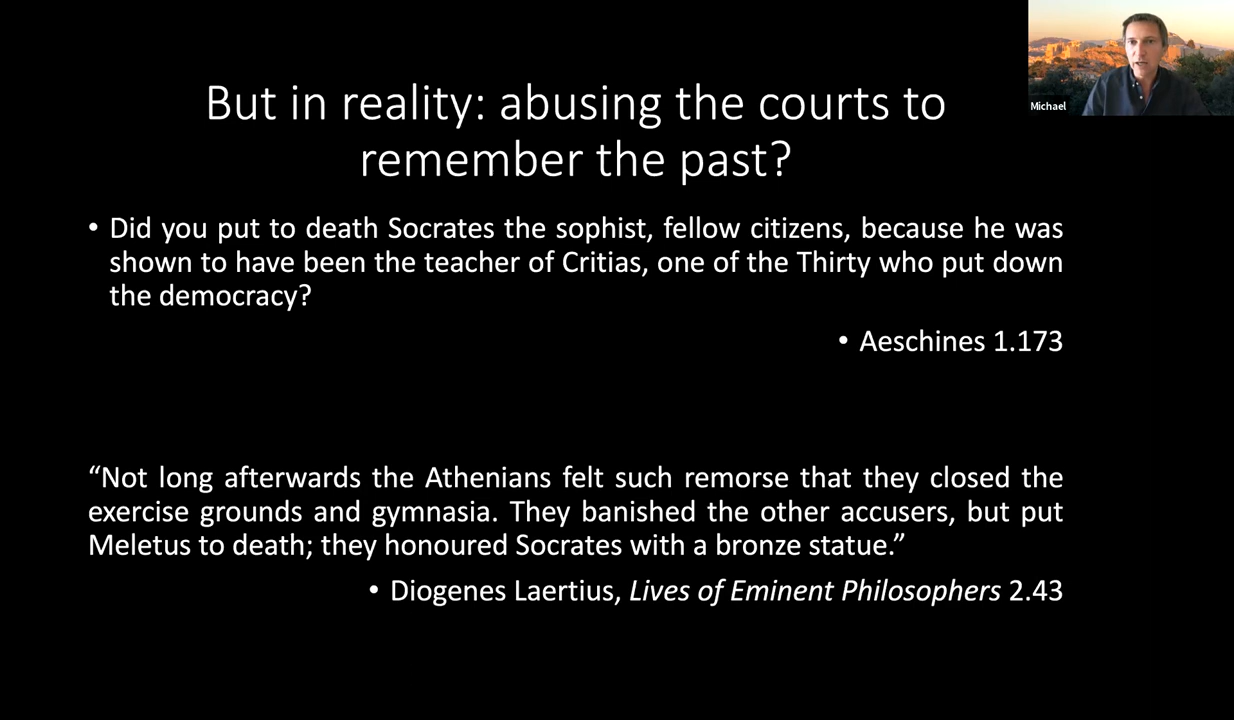 But in reality: abusing the courts to
remember the past?
Michael
• Did you put to death Socrates the sophist, fellow citizens, because he was
shown to have been the teacher of Critias, one of the Thirty who put down
the democracy?
• Aeschines 1.173
“Not long afterwards the Athenians felt such remorse that they closed the
exercise grounds and gymnasia. They banished the other accusers, but put
Meletus to death; they honoured Socrates with a bronze statue.”
• Diogenes Laertius, Lives of Eminent Philosophers 2.43